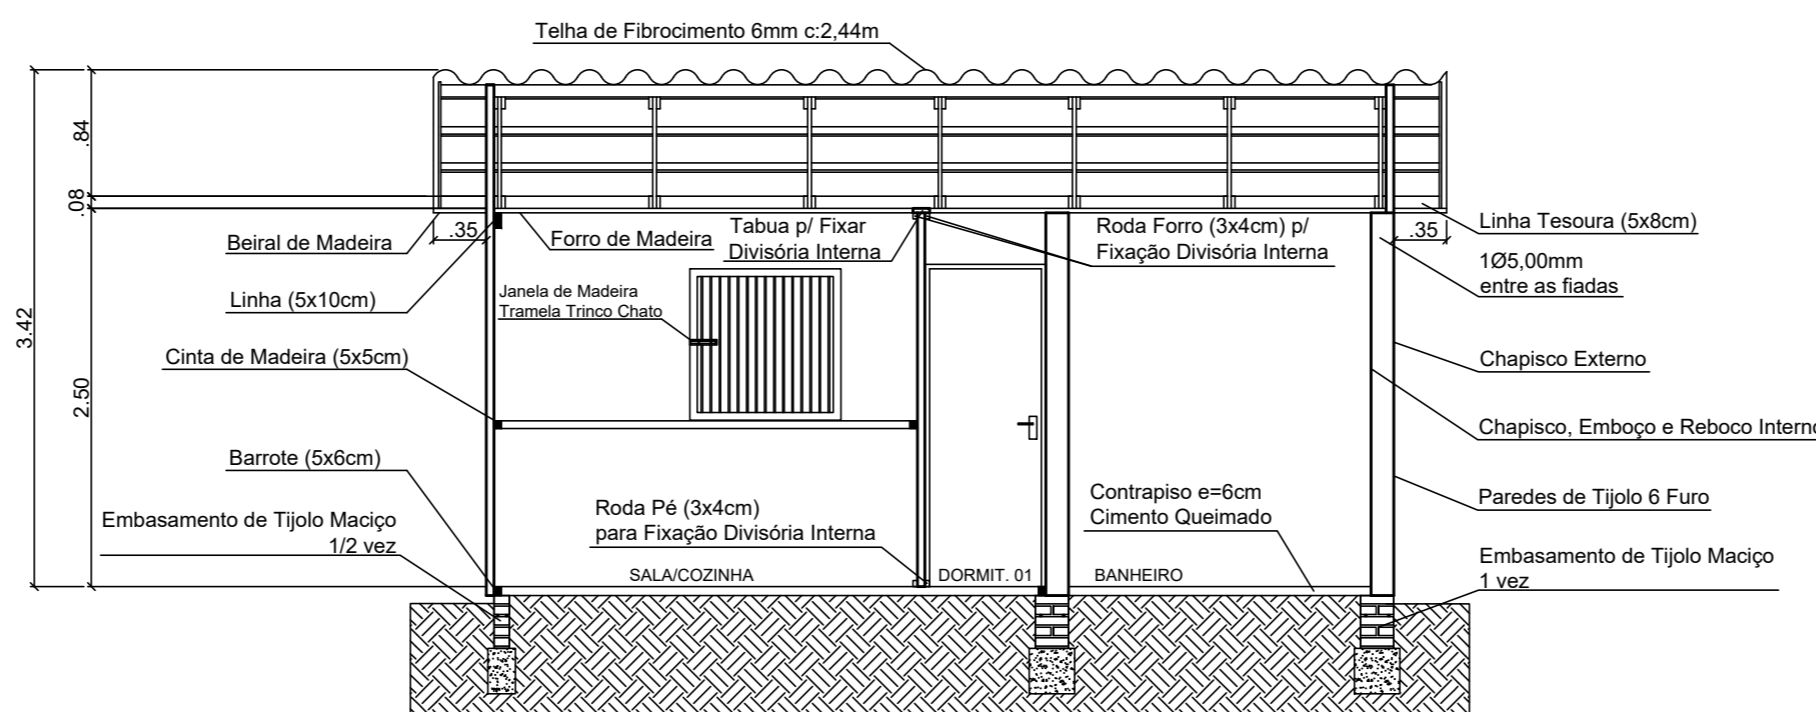 Telha de Fibrocimento 6mm c:2,44m
.84
.08
3.42
2.50
.35
Beiral de Madeira
Forro de Madeira
Tabua p/ Fixar
Divisória Interna
Roda Forro (3x4cm) p/
Fixação Divisória Interna
.35
Linha Tesoura (5x8cm)
1Ø5,00mm
entre as fiadas
Linha (5x10cm)
Janela de Madeira
Tramela Trinco Chato
Cinta de Madeira (5x5cm)
Chapisco Externo
Chapisco, Emboço e Reboco Interno
Barrote (5x6cm)
Embasamento de Tijolo Maciço
1/2 vez
Roda Pé (3x4cm)
para Fixação Divisória Interna
Contrapiso e=6cm
Cimento Queimado
Paredes de Tijolo 6 Furo
Embasamento de Tijolo Maciço
1 vez
SALA/COZINHA
DORMIT. 01
BANHEIRO